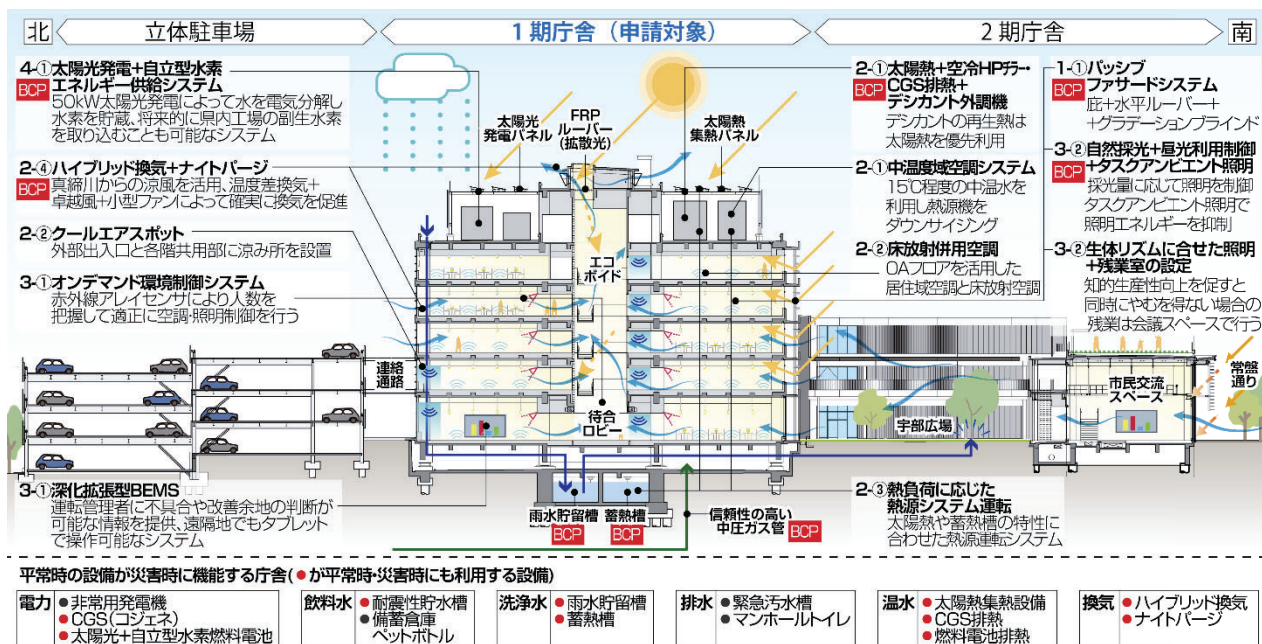 北
立体駐車場
1期庁舎（申請対象）
2期庁舎
南
4-①太陽光発電+自立型水素
BCP エネルギー供給システム
50kW太陽光発電によって水を電気分解し
水素を貯蔵、将来的に県内工場の副生水素
を取り込むことも可能なシステム
2-④ハイブリッド換気+ナイトパージ
BCP 真締川からの涼風を活用、温度差換気+
卓越風+小型ファンによって確実に換気を促進
2-②クールエアスポット
外部出入口と各階共用部に涼み所を設置
3-①オンデマンド環境制御システム
赤外線アレイセンサにより人数を
把握して適正に空調・照明制御を行う
太陽光
発電パネル
FRP
ルーバー
(拡散光)
太陽熱
集熱パネル
2-①太陽熱+空冷HPチラー・
BCP CGS排熱+
デシカント外調機
デシカントの再生熱は
太陽熱を優先利用
2-①中温度域空調システム
15℃程度の中温水を
利用し熱源機を
ダウンサイジング
2-②床放射併用空調
OAフロアを活用した
居住域空調と床放射空調
1-①パッシブ
BCP ファサードシステム
庇+水平ルーバー+
+グラデーションブラインド
3-②自然採光+昼光利用制御
BCP +タスクアンビエント照明
採光量に応じて照明を制御
タスクアンビエント照明で
照明エネルギーを抑制
3-②生体リズムに合せた照明
+残業室の設定
知的生産性向上を促すと
同時にやむを得ない場合の
残業は会議スペースで行う
エコ
ボイド
連絡
通路
待合
ロビー
宇部広場
市民交流
スペース
常盤
通り
3-①深化拡張型BEMS
運転管理者に不具合や改善余地の判断が
可能な情報を提供、遠隔地でもタブレット
で操作可能なシステム
雨水貯留槽
BCP
蓄熱槽
BCP
信頼性の高い
中圧ガス管 BCP
2-③熱負荷に応じた
熱源システム運転
太陽熱や蓄熱槽の特性に
合わせた熱源運転システム
平常時の設備が災害時に機能する庁舎(●が平常時・災害時にも利用する設備)
電力
●非常用発電機
●CGS(コジェネ)
●太陽光+自立型水素燃料電池
飲料水
●耐震性貯水槽
●備蓄倉庫
ペットボトル
洗浄水
●雨水貯留槽
●蓄熱槽
排水
●緊急汚水槽
●マンホールトイレ
温水
●太陽熱集熱設備
●CGS排熱
●燃料電池排熱
換気
●ハイブリッド換気
●ナイトパージ